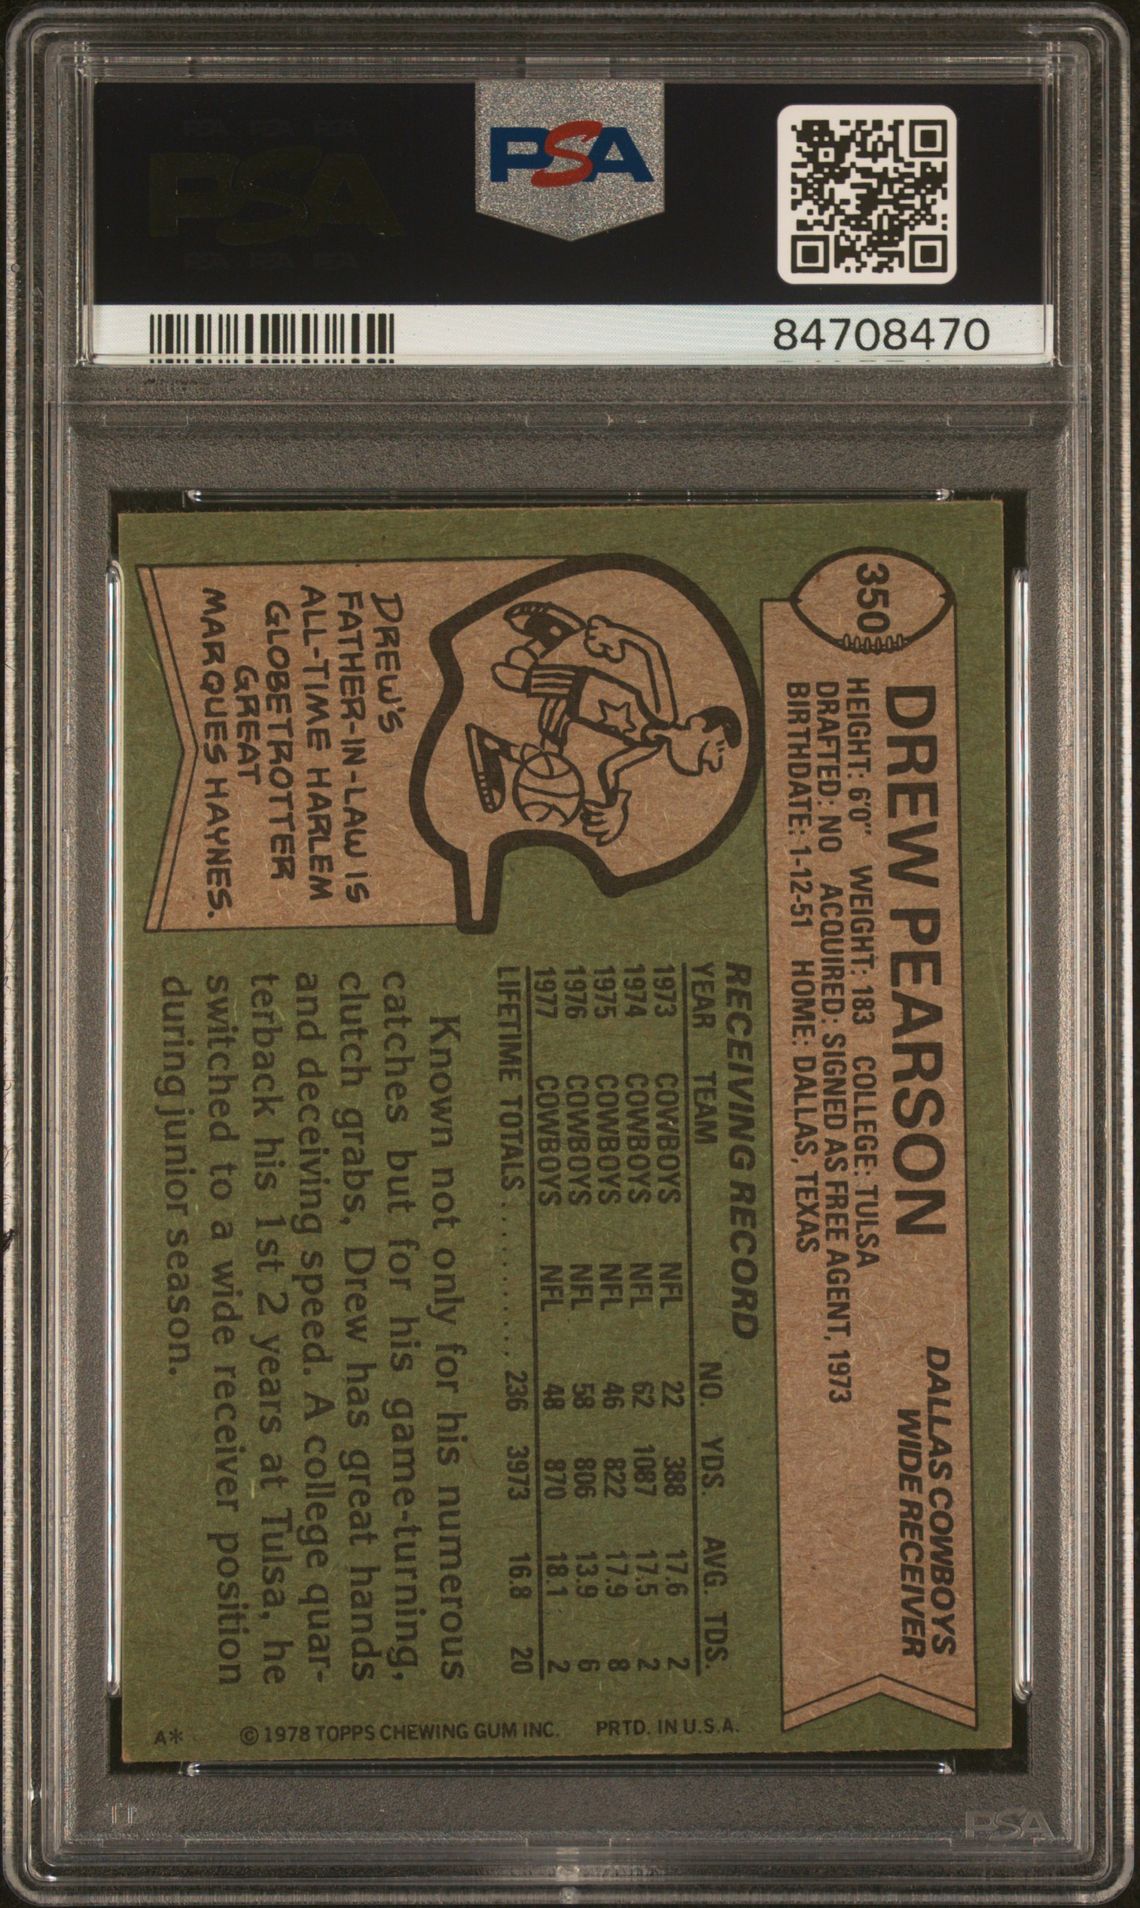 PSA
PSA
84708470
350
DREW PEARSON
DALLAS COWBOYS
WIDE RECEIVER
HEIGHT: 6'0" WEIGHT: 183 COLLEGE: TULSA
DRAFTED: NO ACQUIRED: SIGNED AS FREE AGENT, 1973
BIRTHDATE: 1-12-51 HOME: DALLAS, TEXAS
DREW'S
FATHER-IN-LAW IS
ALL-TIME HARLEM
GLOBETROTTER
GREAT
MARQUES HAYNES.
RECEIVING RECORD
YEAR TEAM NO. YDS. AVG. TDS.
1973 COWBOYS NFL 22 388 17.6 2
1974 COWBOYS NFL 62 1087 17.5 2
1975 COWBOYS NFL 46 822 17.9 8
1976 COWBOYS NFL 58 806 13.9 6
1977 COWBOYS NFL 48 870 18.1 2
LIFETIME TOTALS .......... 236 3973 16.8 20
Known not only for his numerous
catches but for his game-turning,
clutch grabs, Drew has great hands
and deceiving speed. A college quar-
terback his 1st 2 years at Tulsa, he
switched to a wide receiver position
during junior season.
A* © 1978 TOPPS CHEWING GUM INC. PRTD. IN U.S.A.
PSA